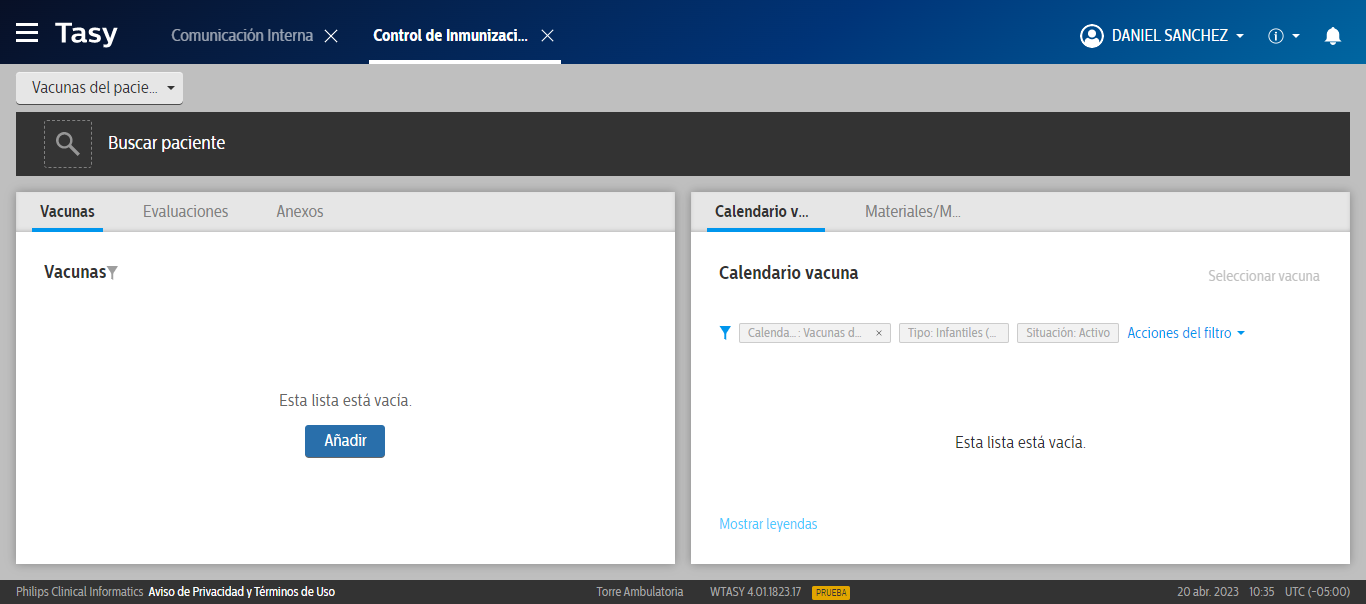 Tasy
Comunicación Interna
Control de Inmunizaci...
DANIEL SANCHEZ
Vacunas del pacie...
Buscar paciente
Vacunas Evaluaciones Anexos
Vacunas
Esta lista está vacía.
Añadir
Calendario v... Materiales/M...
Calendario vacuna
Seleccionar vacuna
Calenda... : Vacunas d... × Tipo: Infantiles (... Situación: Activo Acciones del filtro
Esta lista está vacía.
Mostrar leyendas
Philips Clinical Informatics Aviso de Privacidad y Términos de Uso Torre Ambulatoria WTASY 4.01.1823.17 PRUEBA 20 abr. 2023 10:35 UTC (-05:00)